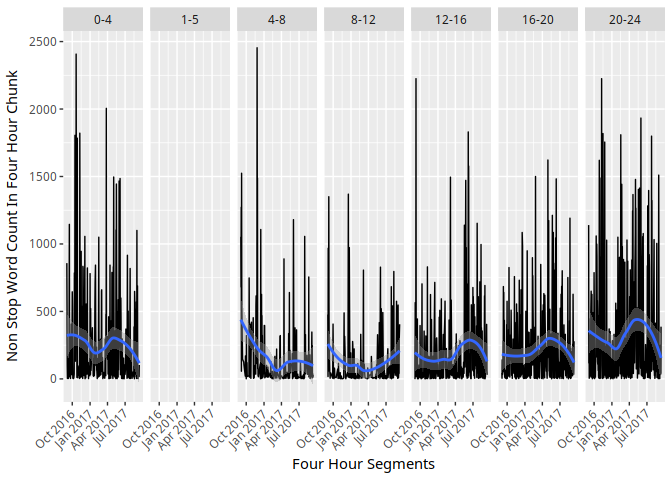 0-4 1-5 4-8 8-12 12-16 16-20 20-24
2500
2000
1500
1000
500
0
Non Stop Word Count In Four Hour Chunk
Oct 2016 Jan 2017 Apr 2017 Jul 2017 Oct 2016 Jan 2017 Apr 2017 Jul 2017 Oct 2016 Jan 2017 Apr 2017 Jul 2017 Oct 2016 Jan 2017 Apr 2017 Jul 2017 Oct 2016 Jan 2017 Apr 2017 Jul 2017 Oct 2016 Jan 2017 Apr 2017 Jul 2017 Oct 2016 Jan 2017 Apr 2017 Jul 2017
Four Hour Segments